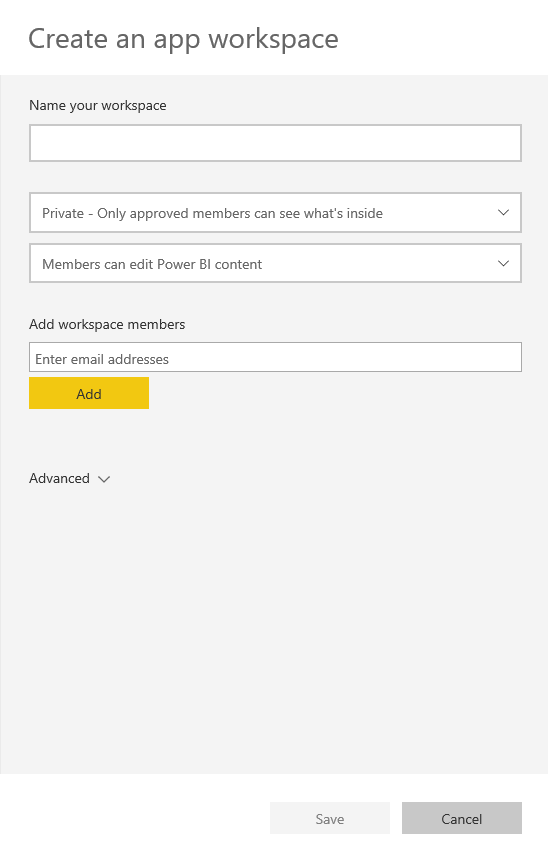 Create an app workspace
Name your workspace
Private - Only approved members can see what's inside
Members can edit Power BI content
Add workspace members
Enter email addresses
Add
Advanced
Save
Cancel